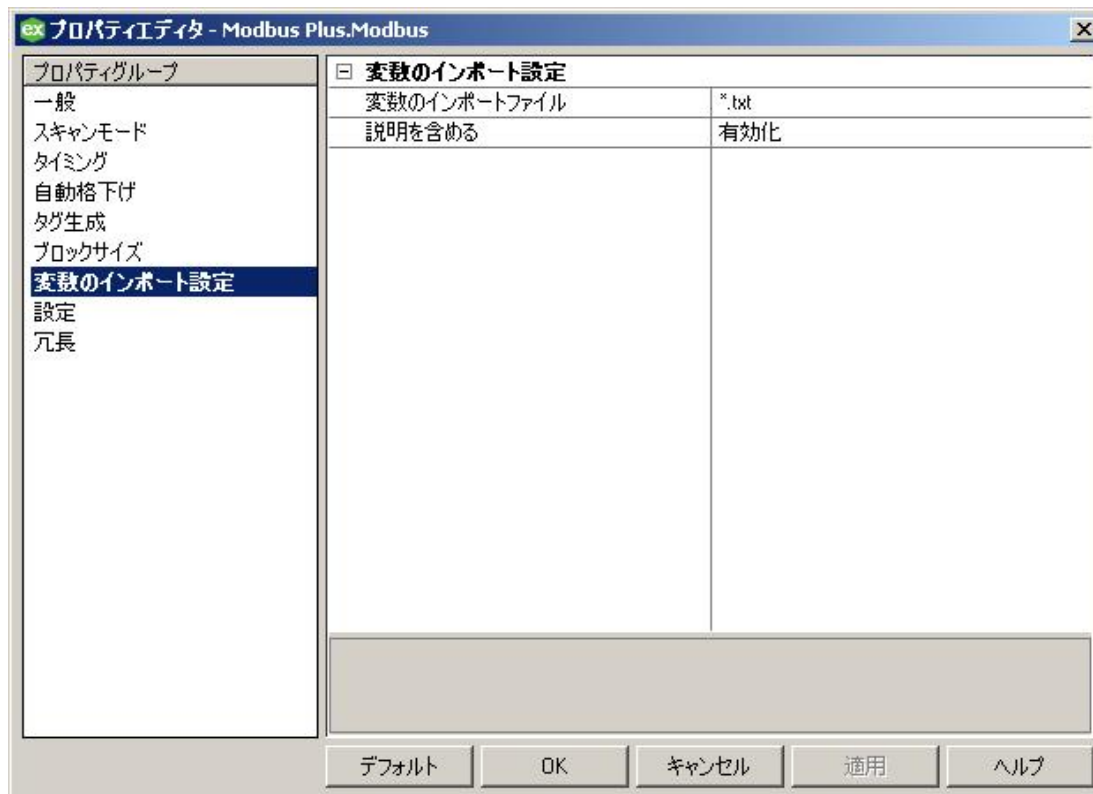 ex プロパティエディタ - Modbus Plus.Modbus
プロパティグループ
一般
スキャンモード
タイミング
自動格下げ
タグ生成
ブロックサイズ
変数のインポート設定
設定
冗長
変数のインポート設定
変数のインポートファイル *.txt
説明を含める 有効化
デフォルト OK キャンセル 適用 ヘルプ